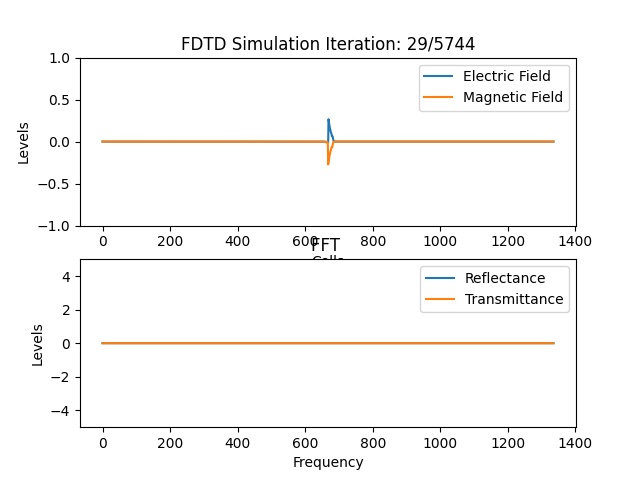 FDTD Simulation Iteration: 29/5744
1.0
0.5
0.0
−0.5
−1.0
Levels
Electric Field
Magnetic Field
0 200 400 600 800 1000 1200 1400
Cells
FFT
4
2
0
−2
−4
Levels
Reflectance
Transmittance
0 200 400 600 800 1000 1200 1400
Frequency